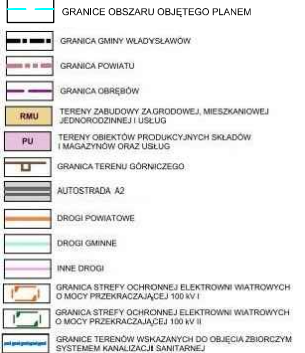 GRANICE OBSZARU OBJĘTEGO PLANEM
GRANICA GMINY WŁADYSŁAWÓW
GRANICA POWIATU
GRANICA OBRĘBÓW
RMU
TERENY ZABUDOWY ZAGRODOWEJ, MIESZKANIOWEJ
JEDNORODZINNEJ I USŁUG
PU
TERENY OBIEKTÓW PRODUKCYJNYCH SKŁADÓW
I MAGAZYNÓW ORAZ USŁUG
GRANICA TERENU GÓRNICZEGO
AUTOSTRADA A2
DROGI POWIATOWE
DROGI GMINNE
INNE DROGI
GRANICA STREFY OCHRONNEJ ELEKTROWNI WIATROWYCH
O MOCY PRZEKRACZAJĄCEJ 100 kV I
GRANICA STREFY OCHRONNEJ ELEKTROWNI WIATROWYCH
O MOCY PRZEKRACZAJĄCEJ 100 kV II
GRANICE TERENÓW WSKAZANYCH DO OBJĘCIA ZBIORCZYM
SYSTEMEM KANALIZACJI SANITARNEJ